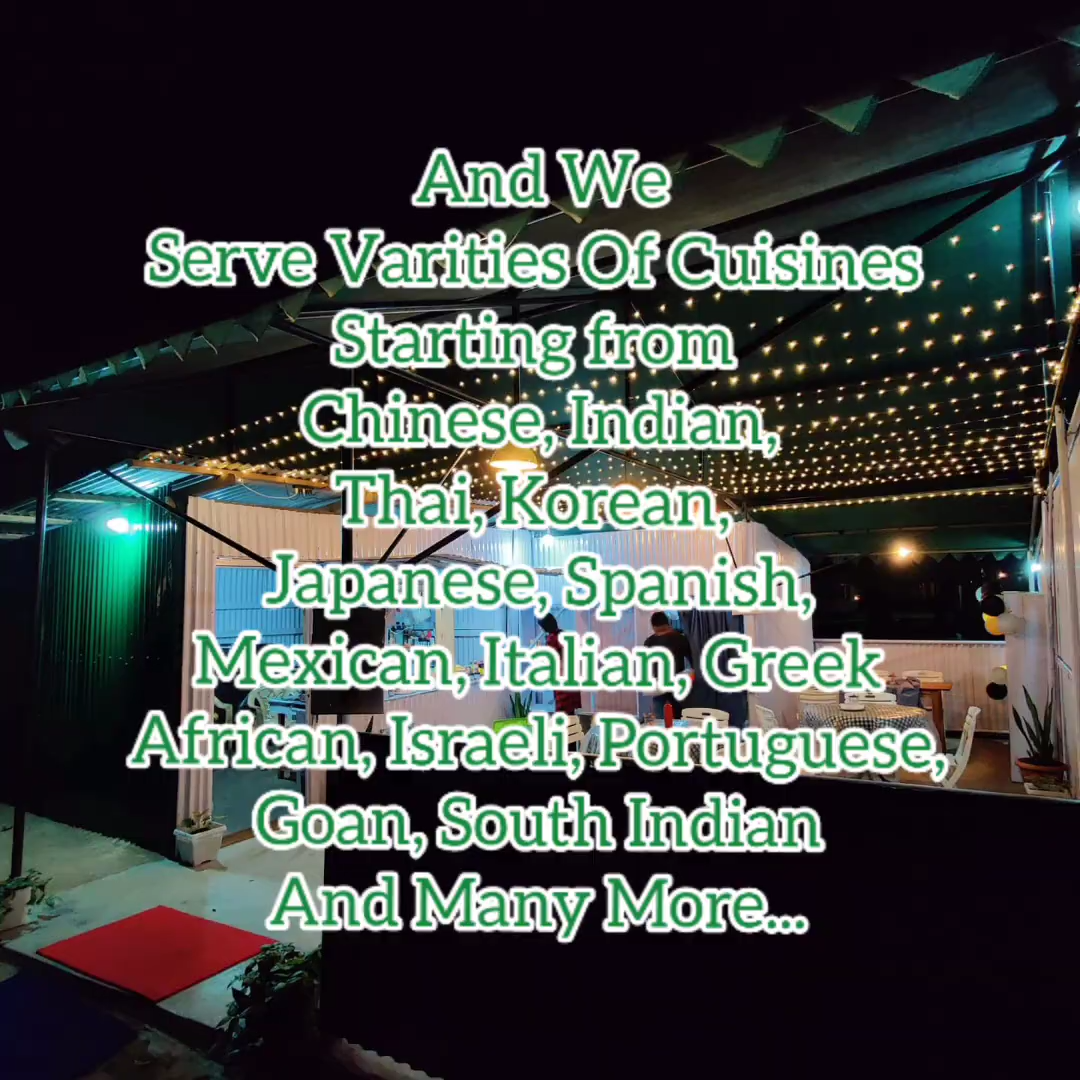 And We
Serve Varities Of Cuisines
Starting from
Chinese, Indian,
Thai, Korean,
Japanese, Spanish,
Mexican, Italian, Greek
African, Israeli, Portuguese,
Goan, South Indian
And Many More...